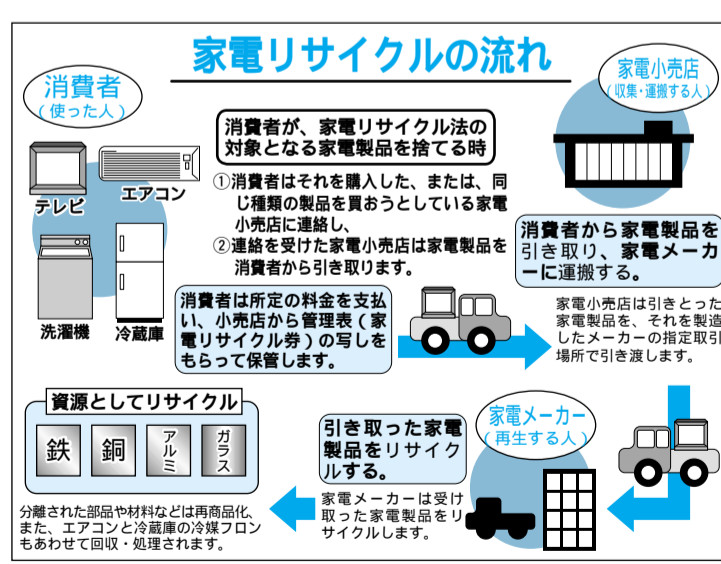 家電リサイクルの流れ
消費者
(使った人)
テレビ
エアコン
洗濯機
冷蔵庫
消費者が、家電リサイクル法の
対象となる家電製品を捨てる時
①消費者はそれを購入した、または、同
じ種類の製品を買おうとしている家電
小売店に連絡し、
②連絡を受けた家電小売店は家電製品を
消費者から引き取ります。
消費者は所定の料金を支払
い、小売店から管理表(家
電リサイクル券)の写しを
もらって保管します。
家電小売店
(収集・運搬する人)
消費者から家電製品を
引き取り、家電メーカ
ーに運搬する。
家電小売店は引きとった
家電製品を、それを製造
したメーカーの指定取引
場所で引き渡します。
家電メーカー
(再生する人)
引き取った家電
製品をリサイク
ルする。
家電メーカーは受け
取った家電製品をリ
サイクルします。
資源としてリサイクル
鉄
銅
アルミ
ガラス
分離された部品や材料などは再商品化、
また、エアコンと冷蔵庫の冷媒フロン
もあわせて回収・処理されます。